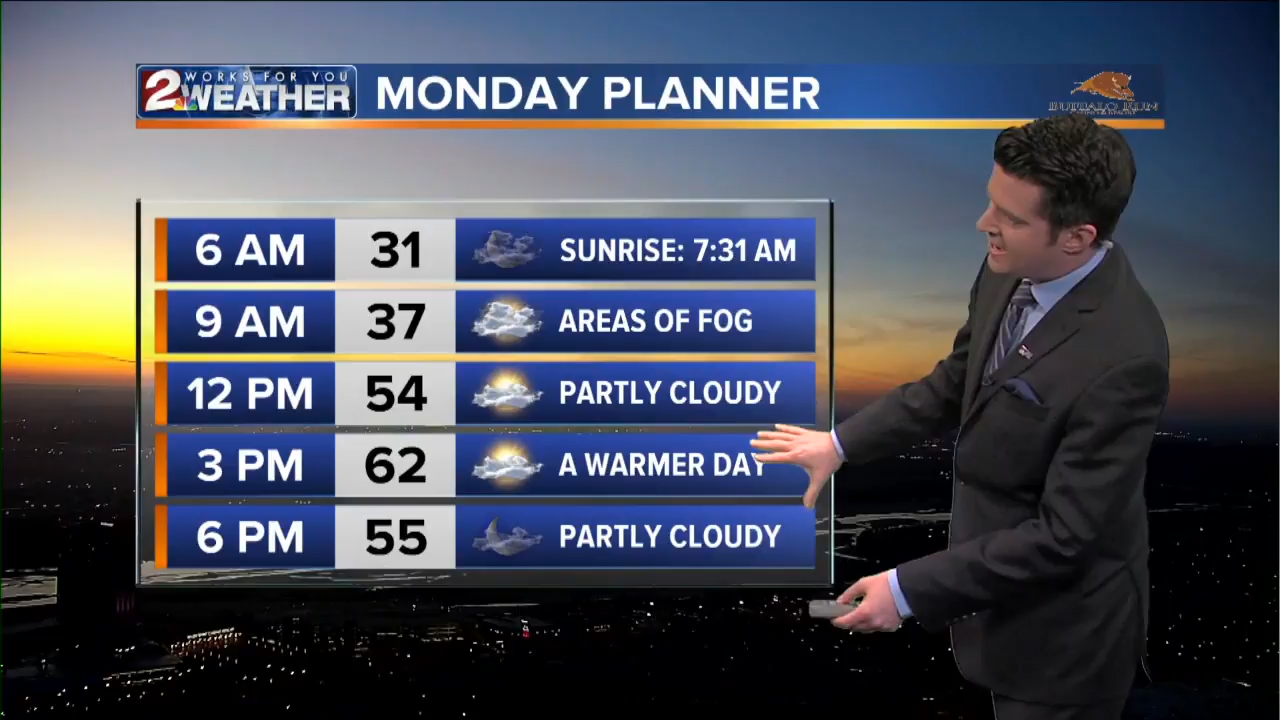 2 WORKS FOR YOU
WEATHER
MONDAY PLANNER
BUFFALO RUN
6 AM 31 SUNRISE: 7:31 AM
9 AM 37 AREAS OF FOG
12 PM 54 PARTLY CLOUDY
3 PM 62 A WARMER DAY
6 PM 55 PARTLY CLOUDY